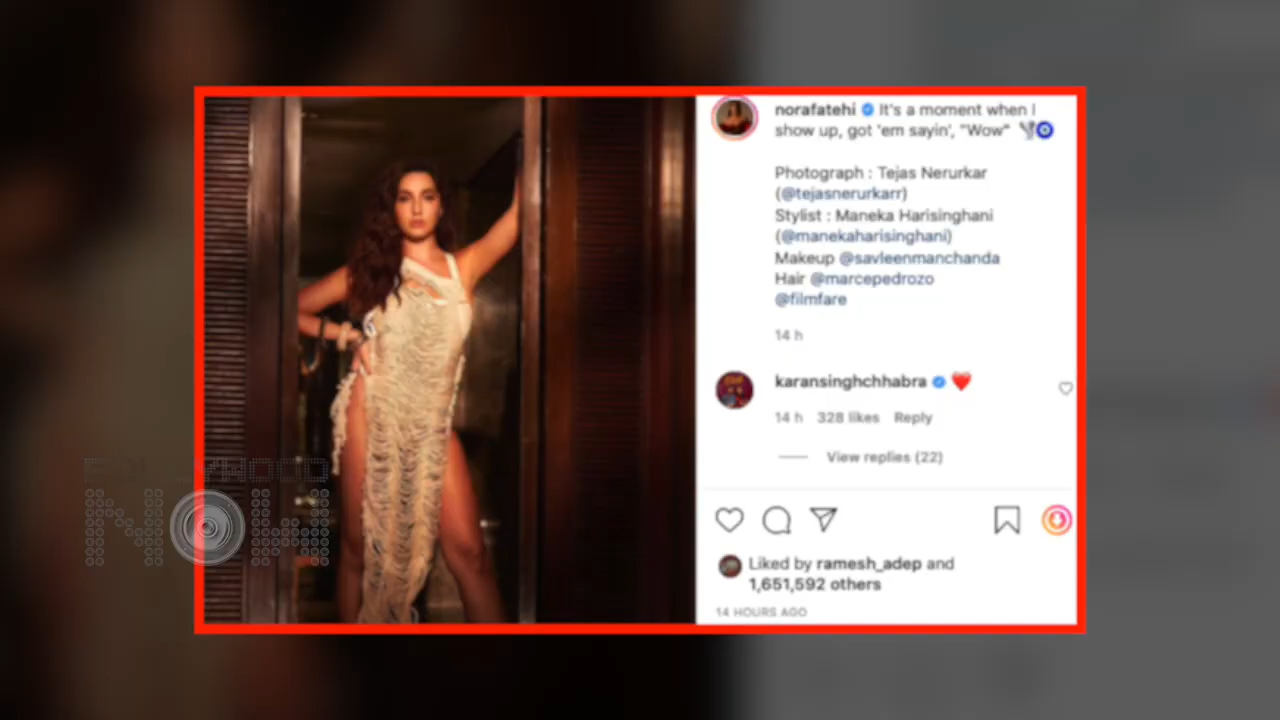 norafatehi It's a moment when I
show up, got 'em sayin', "Wow"
Photograph : Tejas Nerurkar
(@tejasnerurkarr)
Stylist : Maneka Harisinghani
(@manekaharisinghani)
Makeup @savleenmanchanda
Hair @marcepedrozo
@filmfare
14 h
karansinghchhabra
14 h 328 likes Reply
View replies (22)
Liked by ramesh_adep and
1,651,592 others
14 HOURS AGO
BOLLYWOOD
NOW